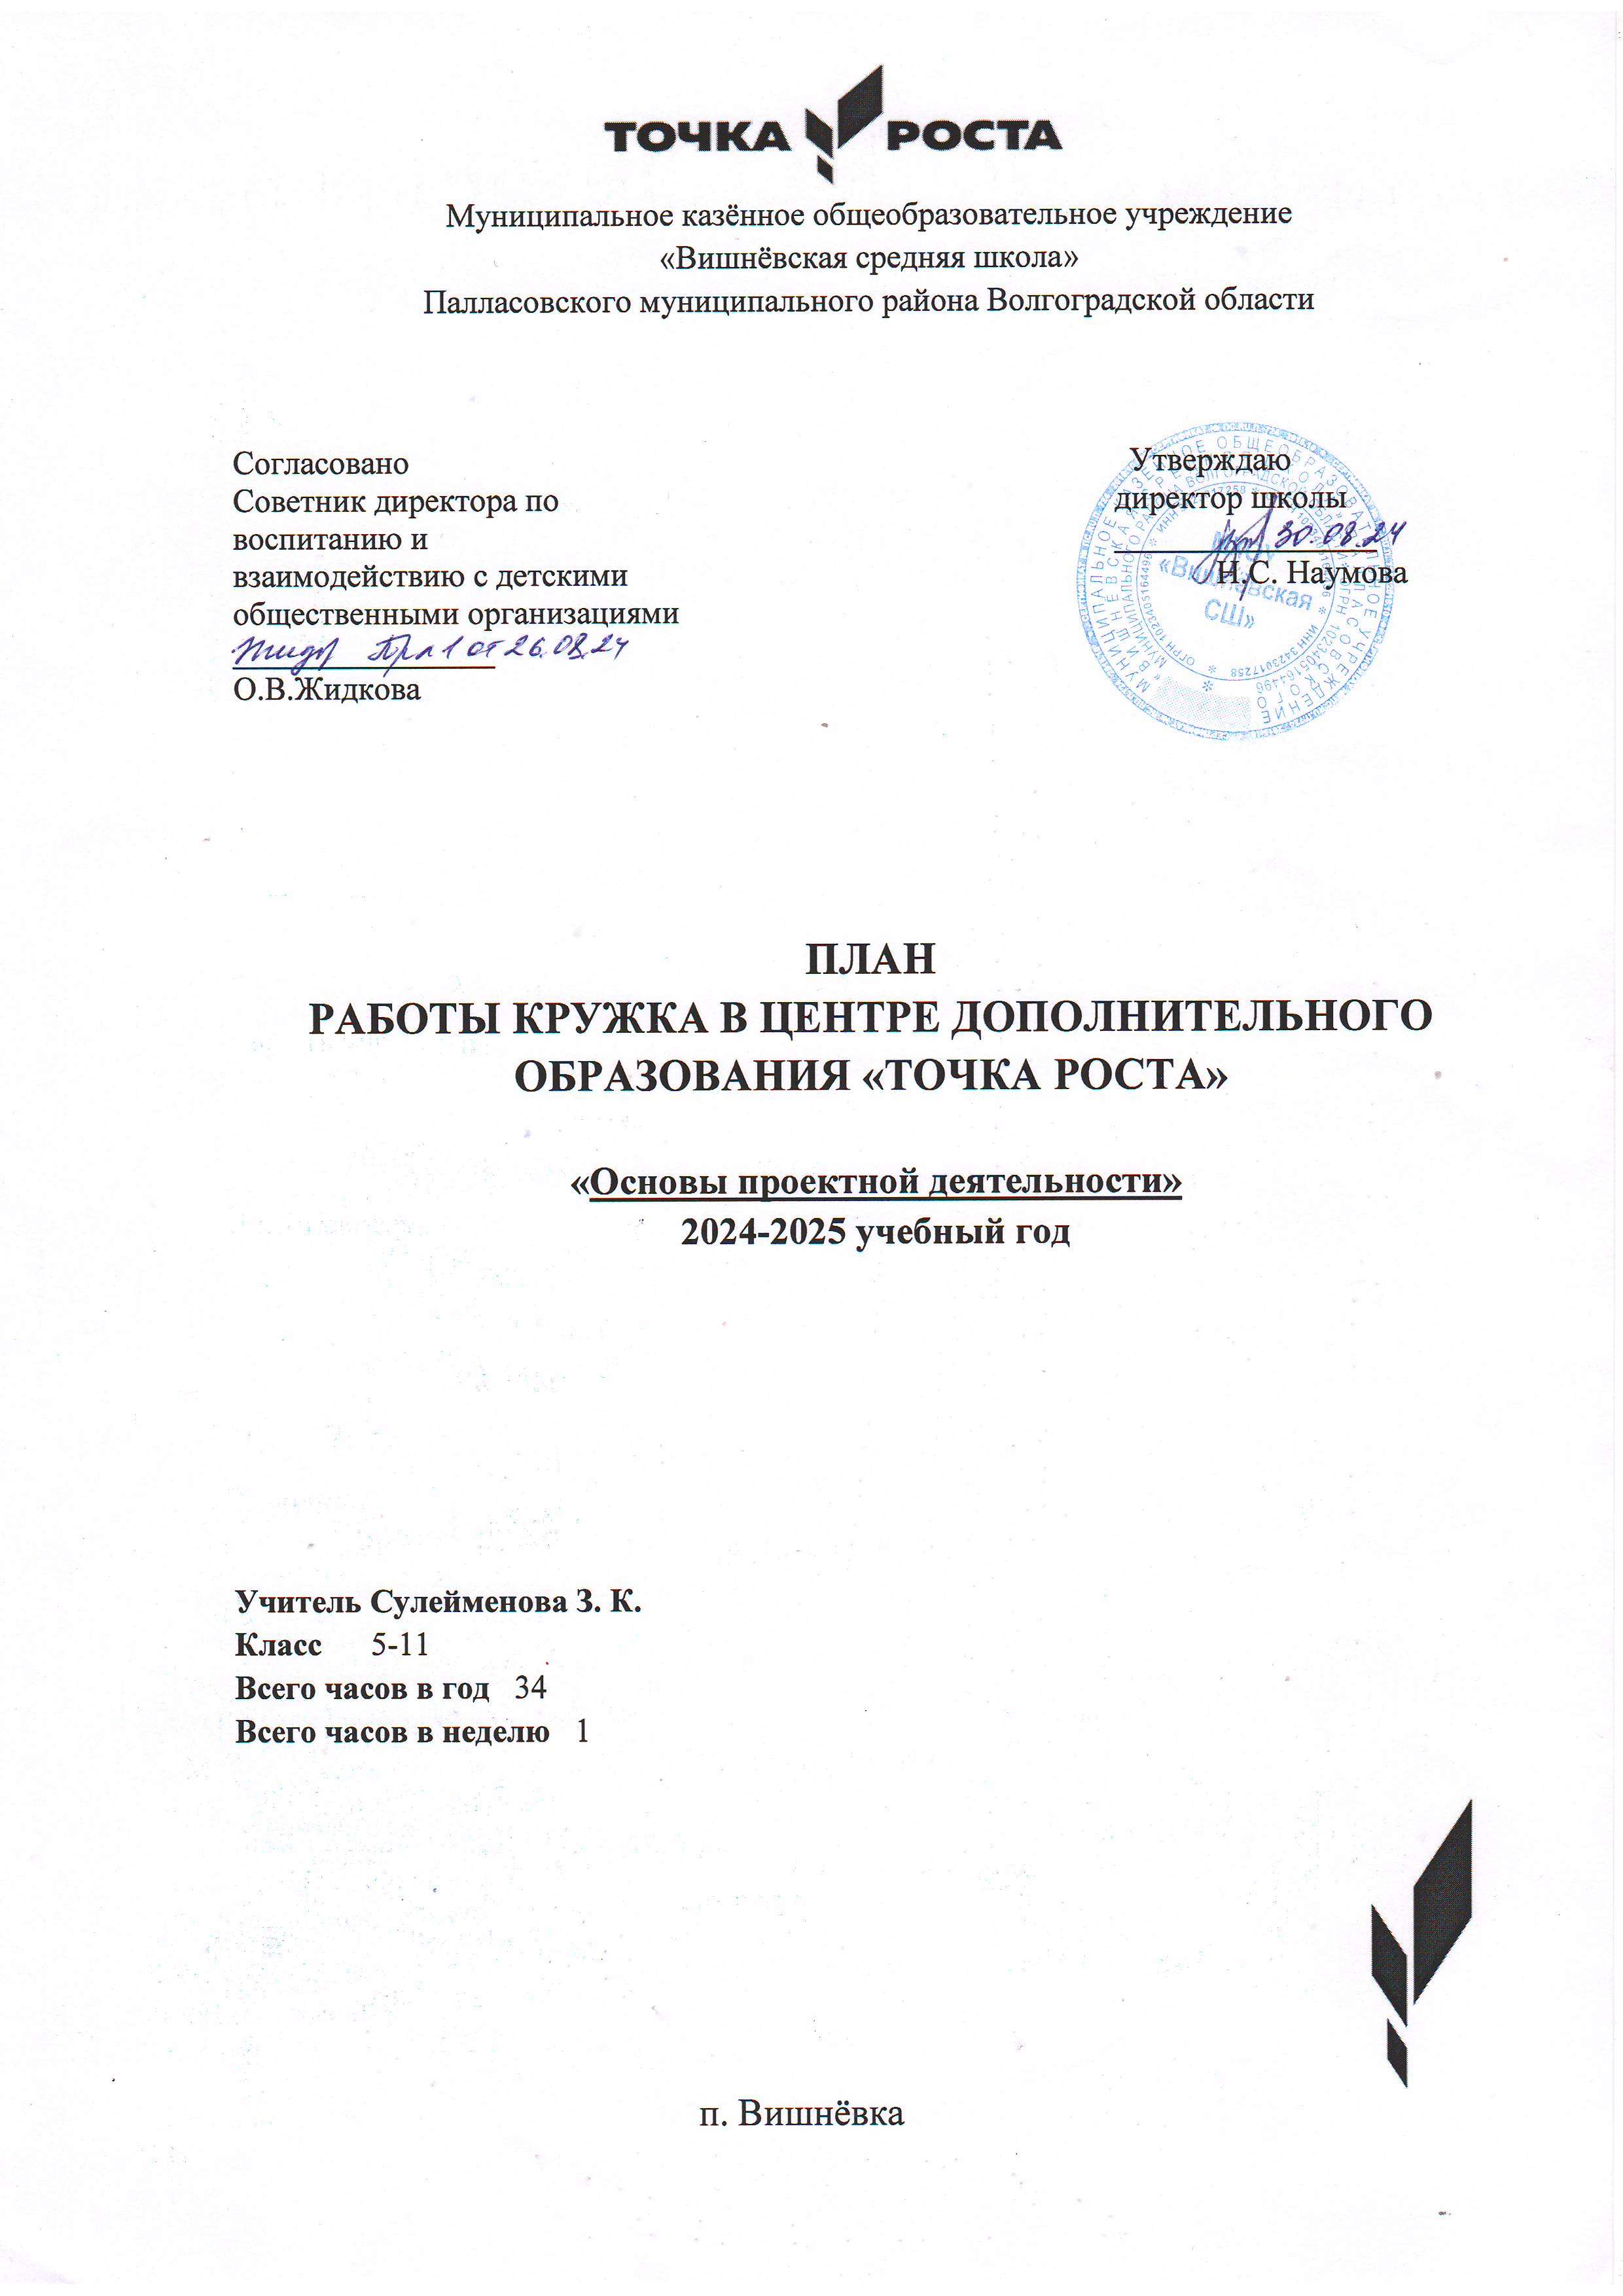 ТОЧКА РОСТА
Муниципальное казённое общеобразовательное учреждение
«Вишнёвская средняя школа»
Палласовского муниципального района Волгоградской области
Согласовано
Советник директора по
воспитанию и
взаимодействию с детскими
общественными организациями
Пр №1 от 26.08.24
О.В.Жидкова
Утверждаю
директор школы
30.08.24
Н.С. Наумова
«Вишнёвская
СШ»
ПЛАН
РАБОТЫ КРУЖКА В ЦЕНТРЕ ДОПОЛНИТЕЛЬНОГО
ОБРАЗОВАНИЯ «ТОЧКА РОСТА»
«Основы проектной деятельности»
2024-2025 учебный год
Учитель Сулейменова З. К.
Класс 5-11
Всего часов в год 34
Всего часов в неделю 1
п. Вишнёвка